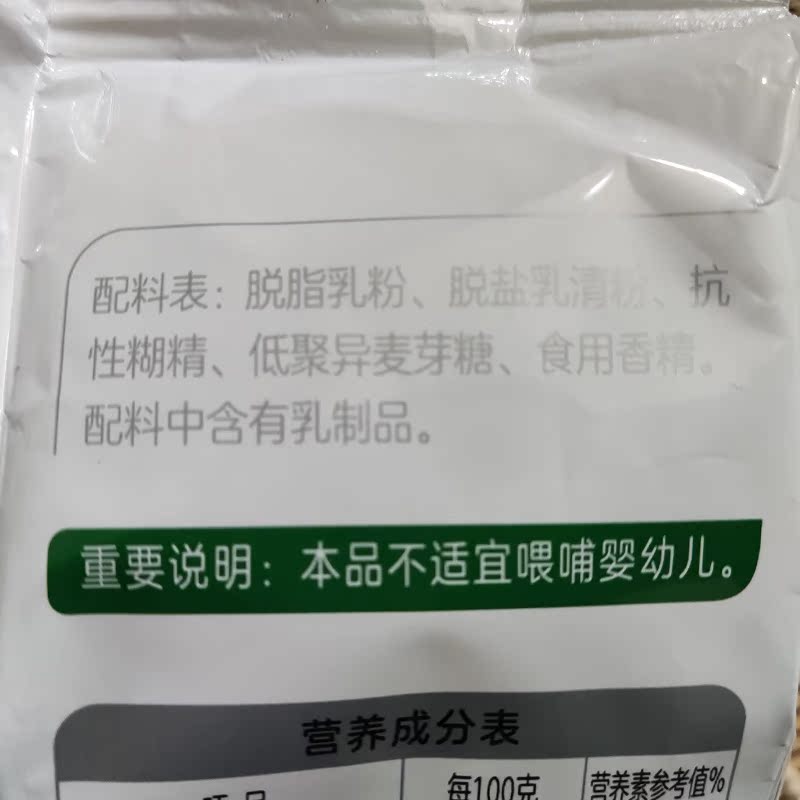 配料表：脱脂乳粉、脱盐乳清粉、抗
性糊精、低聚异麦芽糖、食用香精。
配料中含有乳制品。
重要说明：本品不适宜喂哺婴幼儿。
营养成分表
每100克 营养素参考值%